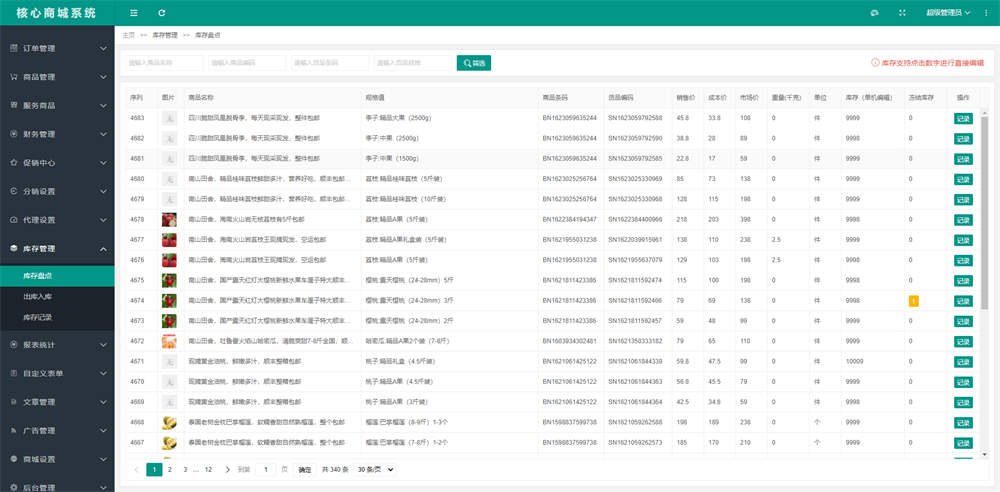 核心商城系统
超级管理员
主页 >> 库存管理 >> 库存盘点
订单管理
商品管理
服务商品
财务管理
促销中心
分销设置
代理设置
库存管理
库存盘点
出库入库
库存记录
报表统计
自定义表单
文章管理
广告管理
商城设置
后台管理
请输入商品名称 请输入商品编码 请输入货品条码 请输入货品规格 筛选 库存支持点击数字进行直接编辑
序列 图片 商品名称 规格值 商品条码 货品编码 销售价 成本价 市场价 重量(千克) 单位 库存（单机编辑） 冻结库存 操作
4683 无 四川脆甜凤凰脱骨李，每天现采现发，整件包邮 李子:精品大果（2500g） BN1623059635244 SN1623059792588 45.8 33.8 108 0 件 9999 0 记录
4682 无 四川脆甜凤凰脱骨李，每天现采现发，整件包邮 李子:中果（2500g） BN1623059635244 SN1623059792590 38.8 28 89 0 件 9998 0 记录
4681 无 四川脆甜凤凰脱骨李，每天现采现发，整件包邮 李子:中果（1500g） BN1623059635244 SN1623059792585 22.8 17 59 0 件 9999 0 记录
4680 无 南山田舍，精品桂味荔枝鲜甜多汁，营养好吃，顺丰包邮... 荔枝:精品桂味荔枝（5斤装） BN1623025256764 SN1623025330969 85 73 138 0 件 9999 0 记录
4679 无 南山田舍，精品桂味荔枝鲜甜多汁，营养好吃，顺丰包邮... 荔枝:精品桂味荔枝（10斤装） BN1623025256764 SN1623025330968 128 115 198 0 件 9998 0 记录
4678 南山田舍，海南火山岩无核荔枝有5斤包邮 荔枝:精品A果（5斤装） BN1622384194347 SN1622384400966 218 203 398 0 件 9998 0 记录
4677 南山田舍，海南火山岩荔枝王现摘现发，空运包邮 荔枝:精品A果礼盒装（5斤装） BN1621955031238 SN1622039915961 138 110 238 2.5 件 9999 0 记录
4676 南山田舍，海南火山岩荔枝王现摘现发，空运包邮 荔枝:精品A果（5斤装） BN1621955031238 SN1621955637079 129 103 198 2.5 件 9998 0 记录
4675 南山田舍，国产露天红灯大樱桃新鲜水果车厘子特大顺丰... 樱桃:露天樱桃（24-28mm）5斤 BN1621811423386 SN1621811592474 115 100 198 0 件 9998 0 记录
4674 南山田舍，国产露天红灯大樱桃新鲜水果车厘子特大顺丰... 樱桃:露天樱桃（24-28mm）3斤 BN1621811423386 SN1621811592466 79 69 138 0 件 9998 1 记录
4673 南山田舍，国产露天红灯大樱桃新鲜水果车厘子特大顺丰... 樱桃:露天樱桃（24-28mm）2斤 BN1621811423386 SN1621811592457 59 48 99 0 件 9999 0 记录
4672 南山田舍，吐鲁番火焰山哈密瓜，清脆爽甜7-8斤全国，顺... 哈密瓜:精品A果2个装（7-8斤） BN1603934302481 SN1621350333182 79 65 110 0 件 9998 0 记录
4671 无 现摘黄金油桃，鲜嫩多汁，顺丰整箱包邮 桃子:精品礼盒（4.5斤装） BN1621061425122 SN1621061844339 59.8 47.5 99 0 件 10009 0 记录
4670 无 现摘黄金油桃，鲜嫩多汁，顺丰整箱包邮 桃子:精品A果（4.5斤装） BN1621061425122 SN1621061844363 56.8 45.5 79 0 件 9999 0 记录
4669 无 现摘黄金油桃，鲜嫩多汁，顺丰整箱包邮 桃子:精品A果（3斤装） BN1621061425122 SN1621061844364 42.5 34.8 59 0 件 9999 0 记录
4668 泰国老树金枕巴掌榴莲，软糯香甜自然熟榴莲，整个包邮 榴莲:巴掌榴莲（8-9斤）1-3个 BN1598837599738 SN1621059262588 198 189 238 0 个 9999 0 记录
4667 泰国老树金枕巴掌榴莲，软糯香甜自然熟榴莲，整个包邮 榴莲:巴掌榴莲（7-8斤）1-2个 BN1598837599738 SN1621059262573 185 170 210 0 个 9999 0 记录
1 2 3 ... 12 到第 1 页 确定 共 340 条 30 条/页